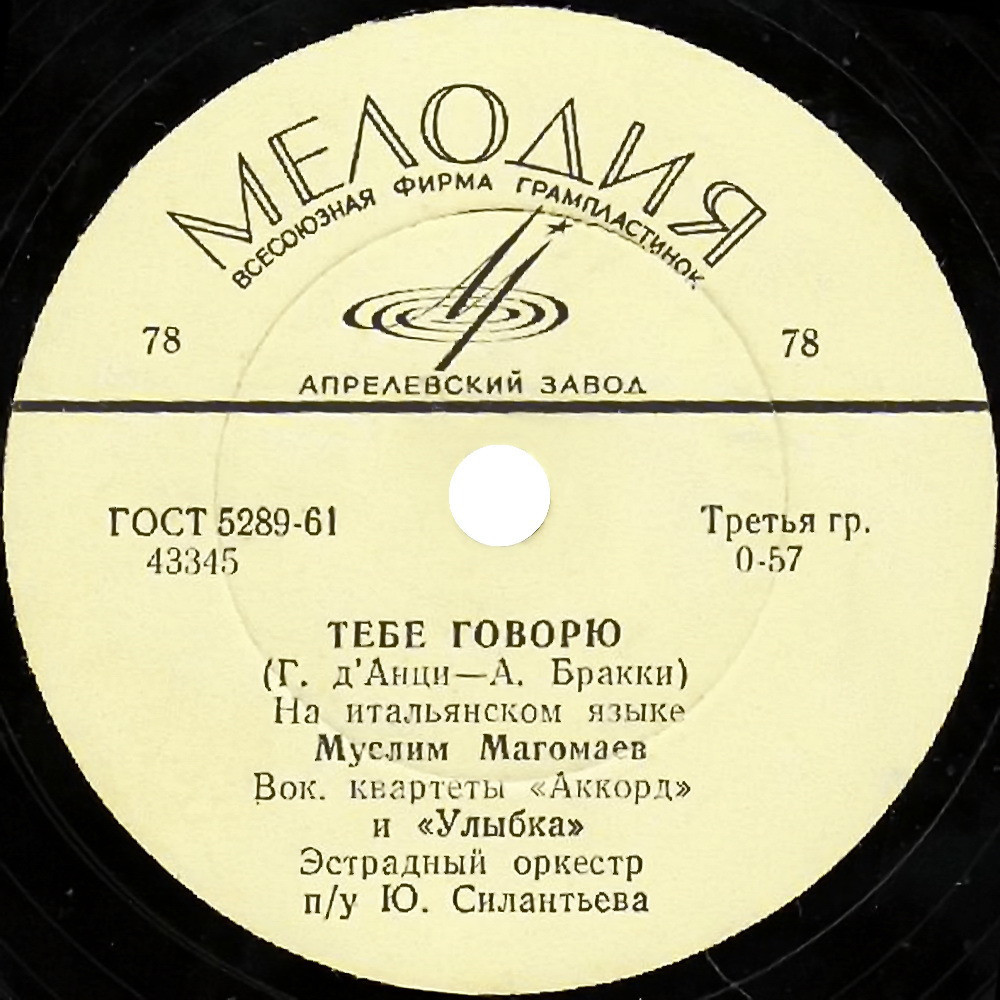 МЕЛОДИЯ
ВСЕСОЮЗНАЯ ФИРМА ГРАМПЛАСТИНОК
78
78
АПРЕЛЕВСКИЙ ЗАВОД
ГОСТ 5289-61
43345
Третья гр.
0-57
ТЕБЕ ГОВОРЮ
(Г. д'Анци—А. Бракки)
На итальянском языке
Муслим Магомаев
Вок. квартеты «Аккорд»
и «Улыбка»
Эстрадный оркестр
п/у Ю. Силантьева